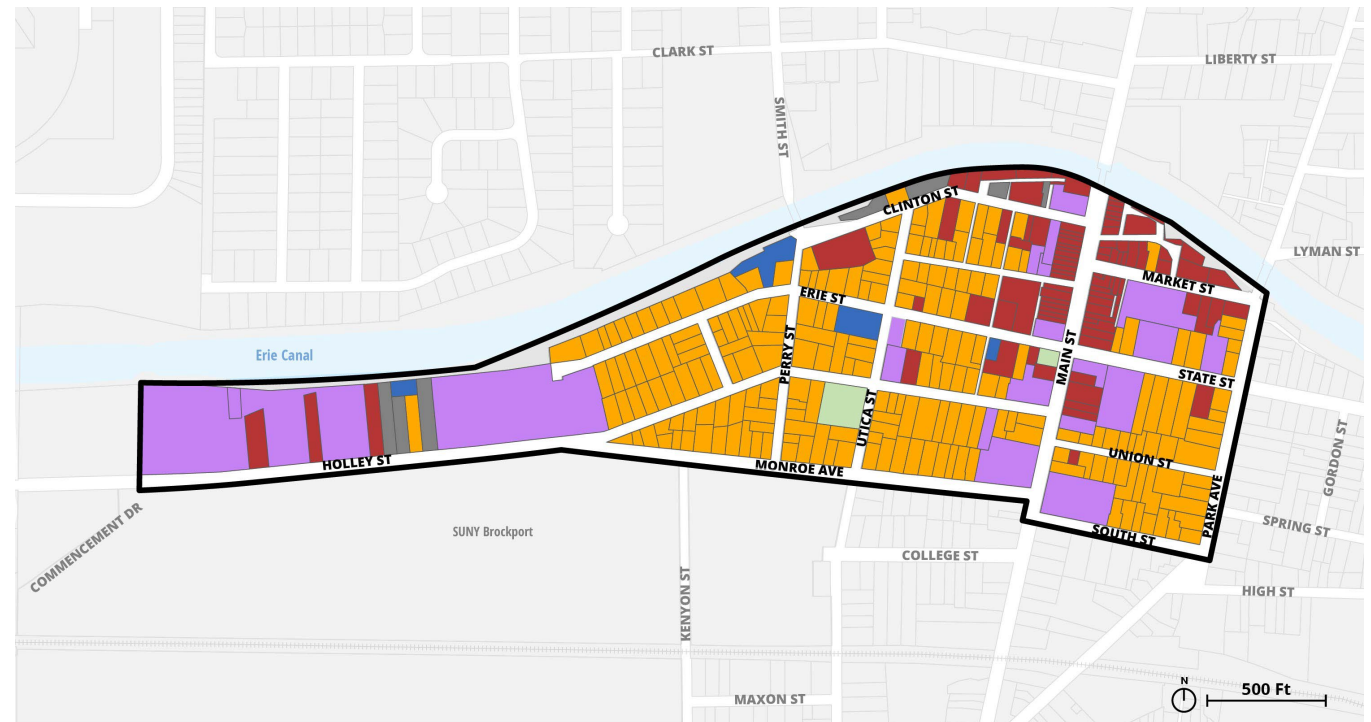 CLARK ST
LIBERTY ST
SMITH ST
CLINTON ST
LYMAN ST
MARKET ST
ERIE ST
Erie Canal
PERRY ST
MAIN ST
STATE ST
UTICA ST
HOLLEY ST
MONROE AVE
UNION ST
GORDON ST
PARK AVE
SPRING ST
SOUTH ST
COMMENCEMENT DR
SUNY Brockport
COLLEGE ST
KENYON ST
HIGH ST
MAXON ST
N
500 Ft